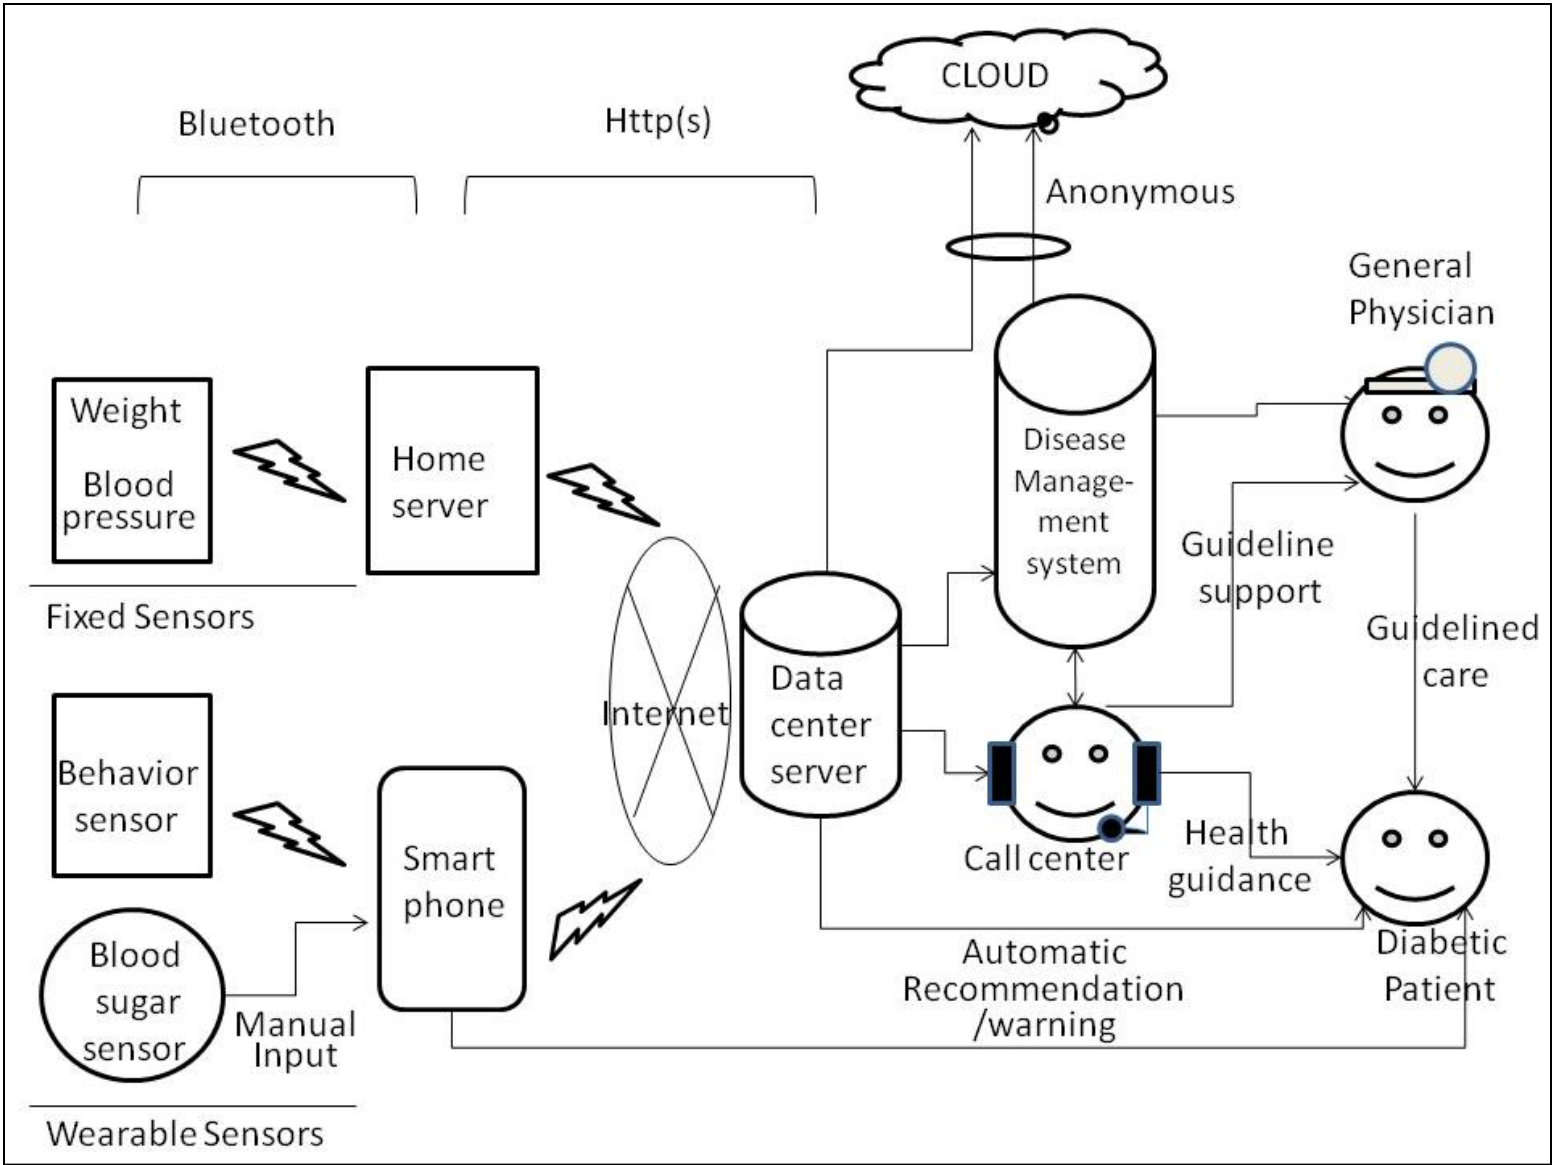 CLOUD
Bluetooth
Http(s)
Anonymous
General
Physician
Weight
Blood
pressure
Home
server
Disease
Manage-
ment
system
Guideline
support
Fixed Sensors
Guidelined
care
Internet
Data
center
server
Behavior
sensor
Smart
phone
Call center
Health
guidance
Blood
sugar
sensor
Manual
Input
Automatic
Recommendation
/warning
Diabetic
Patient
Wearable Sensors